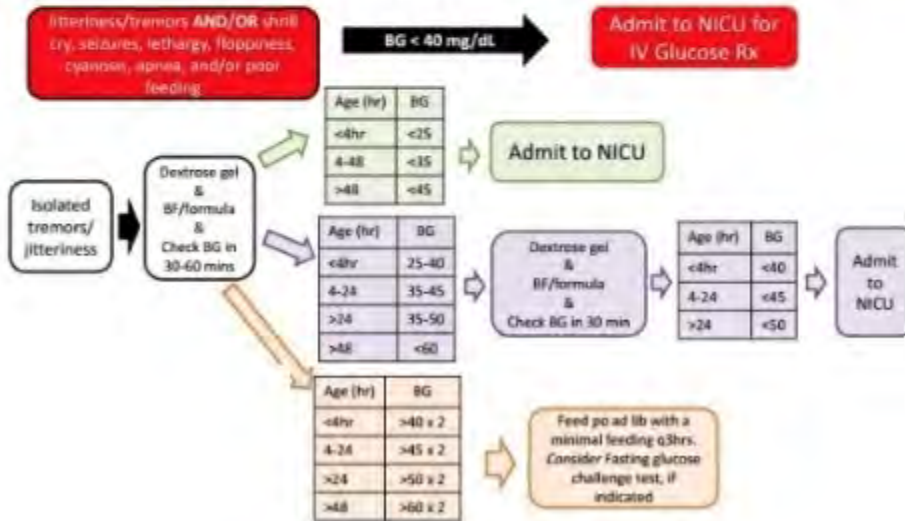 Jitteriness/tremors AND/OR shrill
cry, seizures, lethargy, floppiness,
cyanosis, apnea, and/or poor
feeding
BG < 40 mg/dL
Admit to NICU for
IV Glucose Rx
Isolated
tremors/
jitteriness
Dextrose gel
&
BF/formula
&
Check BG in
30-60 mins
Age (hr) BG
<4hr <25
4-48 <35
>48 <45
Admit to NICU
Age (hr) BG
<4hr 25-40
4-24 35-45
>24 35-50
>48 <60
Dextrose gel
&
BF/formula
&
Check BG in 30 min
Age (hr) BG
<4hr <40
4-24 <45
>24 <50
Admit
to
NICU
Age (hr) BG
<4hr >40 x 2
4-24 >45 x 2
>24 >50 x 2
>48 >60 x 2
Feed po ad lib with a
minimal feeding q3hrs.
Consider Fasting glucose
challenge test, if
indicated